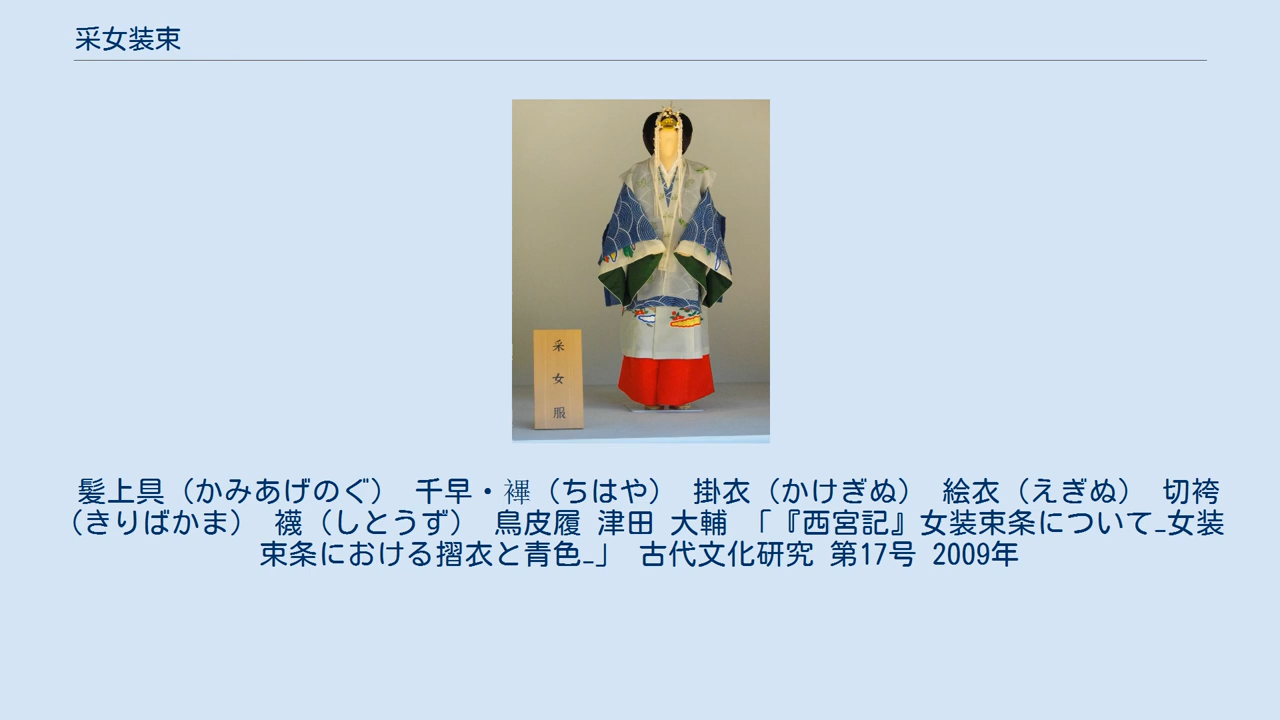 采女装束
采
女
服
髪上具（かみあげのぐ） 千早・襅（ちはや） 掛衣（かけぎぬ） 絵衣（えぎぬ） 切袴
（きりばかま） 襪（しとうず） 鳥皮履 津田 大輔 「『西宮記』女装束条について_女装
束条における摺衣と青色_」 古代文化研究 第17号 2009年